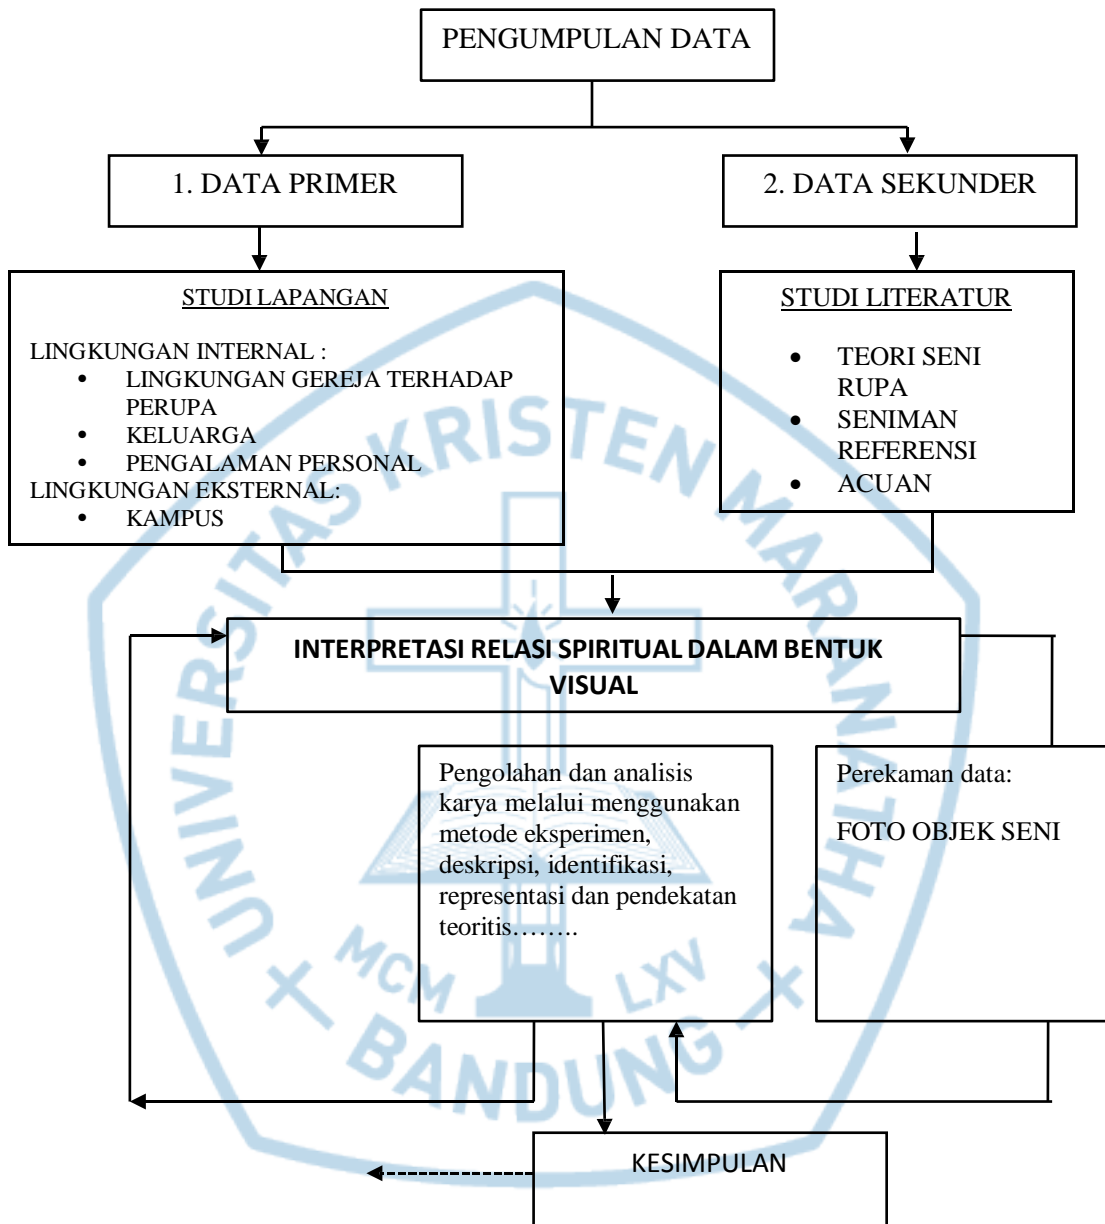 PENGUMPULAN DATA
1. DATA PRIMER
2. DATA SEKUNDER
STUDI LAPANGAN
LINGKUNGAN INTERNAL :
• LINGKUNGAN GEREJA TERHADAP
PERUPA
• KELUARGA
• PENGALAMAN PERSONAL
LINGKUNGAN EKSTERNAL:
• KAMPUS
STUDI LITERATUR
• TEORI SENI
RUPA
• SENIMAN
REFERENSI
• ACUAN
INTERPRETASI RELASI SPIRITUAL DALAM BENTUK
VISUAL
Pengolahan dan analisis
karya melalui menggunakan
metode eksperimen,
deskripsi, identifikasi,
representasi dan pendekatan
teoritis……..
Perekaman data:
FOTO OBJEK SENI
KESIMPULAN
UNIVERSITAS KRISTEN MARANATHA
MCM LXV
BANDUNG